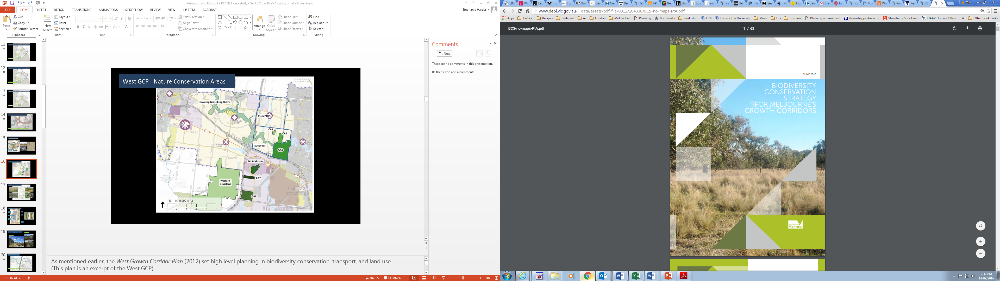 Plumpton and Kororoit - PLANET case study - Sept 2016 with VPA background - PowerPoint
FILE HOME INSERT DESIGN TRANSITIONS ANIMATIONS SLIDE SHOW REVIEW VIEW HP TRIM ACROBAT
Stephanie Harder
Paste
Cut
Copy
Format Painter
Clipboard
New Slide
Layout
Reset
Section
Slides
18
Font
Text Direction
Align Text
Convert to SmartArt
Paragraph
Arrange
Quick Styles
Shape Fill
Shape Outline
Shape Effects
Drawing
Find
Replace
Select
Editing
11
12
13
14
15
16
17
18
19
20
West GCP - Nature Conservation Areas
MELTON
HWY
Growing Grass Frog (GGF)
PLUMPTON
TAYLORS
CA1
CA2
CA3
KOROROIT
ROCKBANK NORTH
ROCKBANK SOUTH
GREIGS
Mt Atkinson
CA7
CA8
Western Grassland
N 1:115000 @ A3
1 2 3 4 5 6
Comments
New
There are no comments in this presentation.
Be the first to add a comment!
As mentioned earlier, the West Growth Corridor Plan (2012) set high level planning in biodiversity conservation, transport, and land use.
(This plan is an excerpt of the West GCP)
SLIDE 16 OF 53
NOTES
COMMENTS
80%
www.depi.vic.gov.au/__data/assets/pdf_file/0012/204330/BCS-no-maps-PtA.pdf
Apps Fashion Recipes Budapest nz London Middle East Planning Bookmarks work stuff UNI Login - The University Music Uni Brisbane Planning scheme histo dsewebapps.dse.vic.g Strawberry Sour Crea OAAV Home - Office Other bookmarks
BCS-no-maps-PtA.pdf
1 / 63
JUNE 2013
BIODIVERSITY
CONSERVATION
STRATEGY
FOR MELBOURNE'S
GROWTH CORRIDORS
Victoria
7:32 PM
14/09/2016